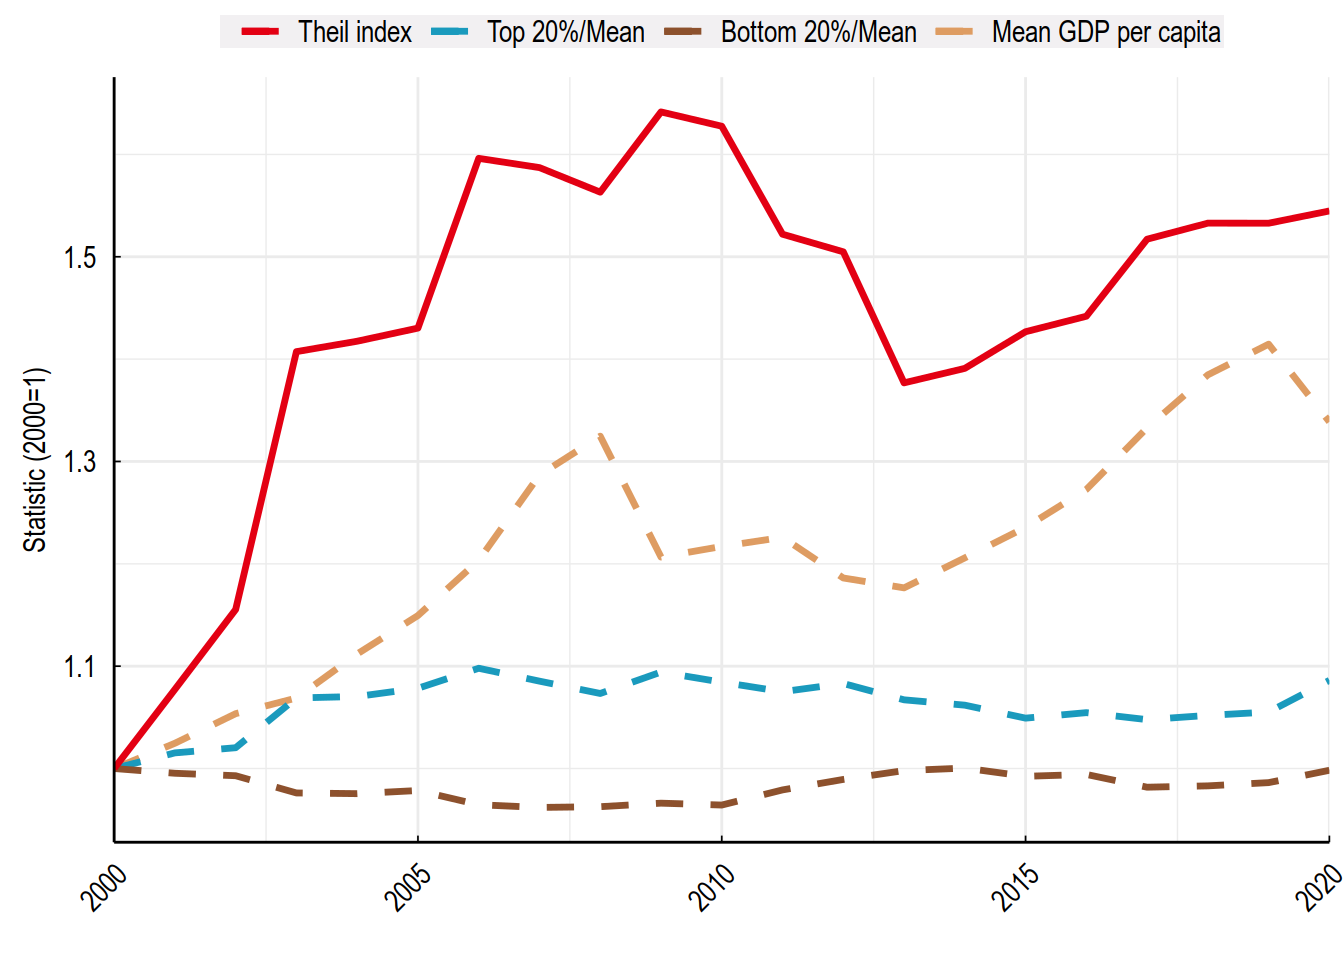 Theil index Top 20%/Mean Bottom 20%/Mean Mean GDP per capita
Statistic (2000=1)
1.5
1.3
1.1
2000 2005 2010 2015 2020